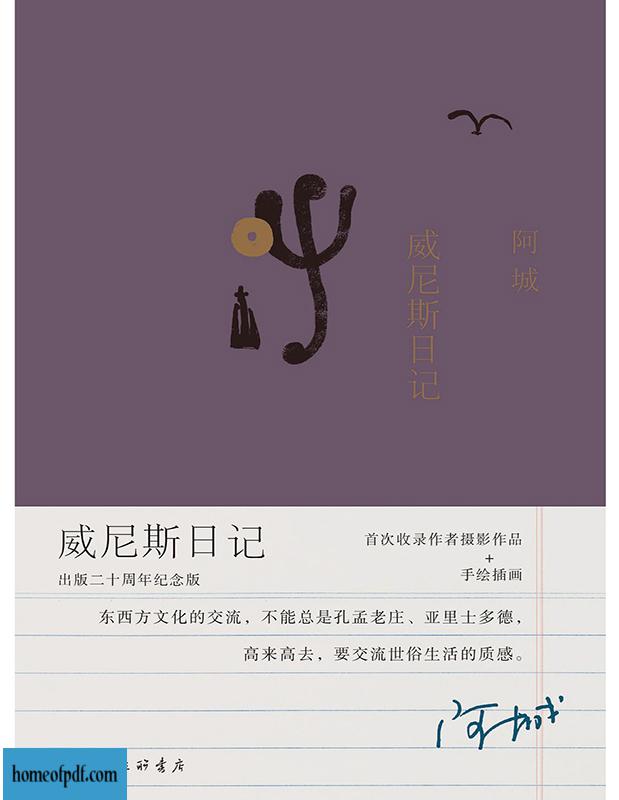 阿城
威尼斯日记
威尼斯日记
出版二十周年纪念版
首次收录作者摄影作品
+
手绘插画
东西方文化的交流，不能总是孔孟老庄、亚里士多德，
高来高去，要交流世俗生活的质感。
阿城
homeofpdf.com
书店